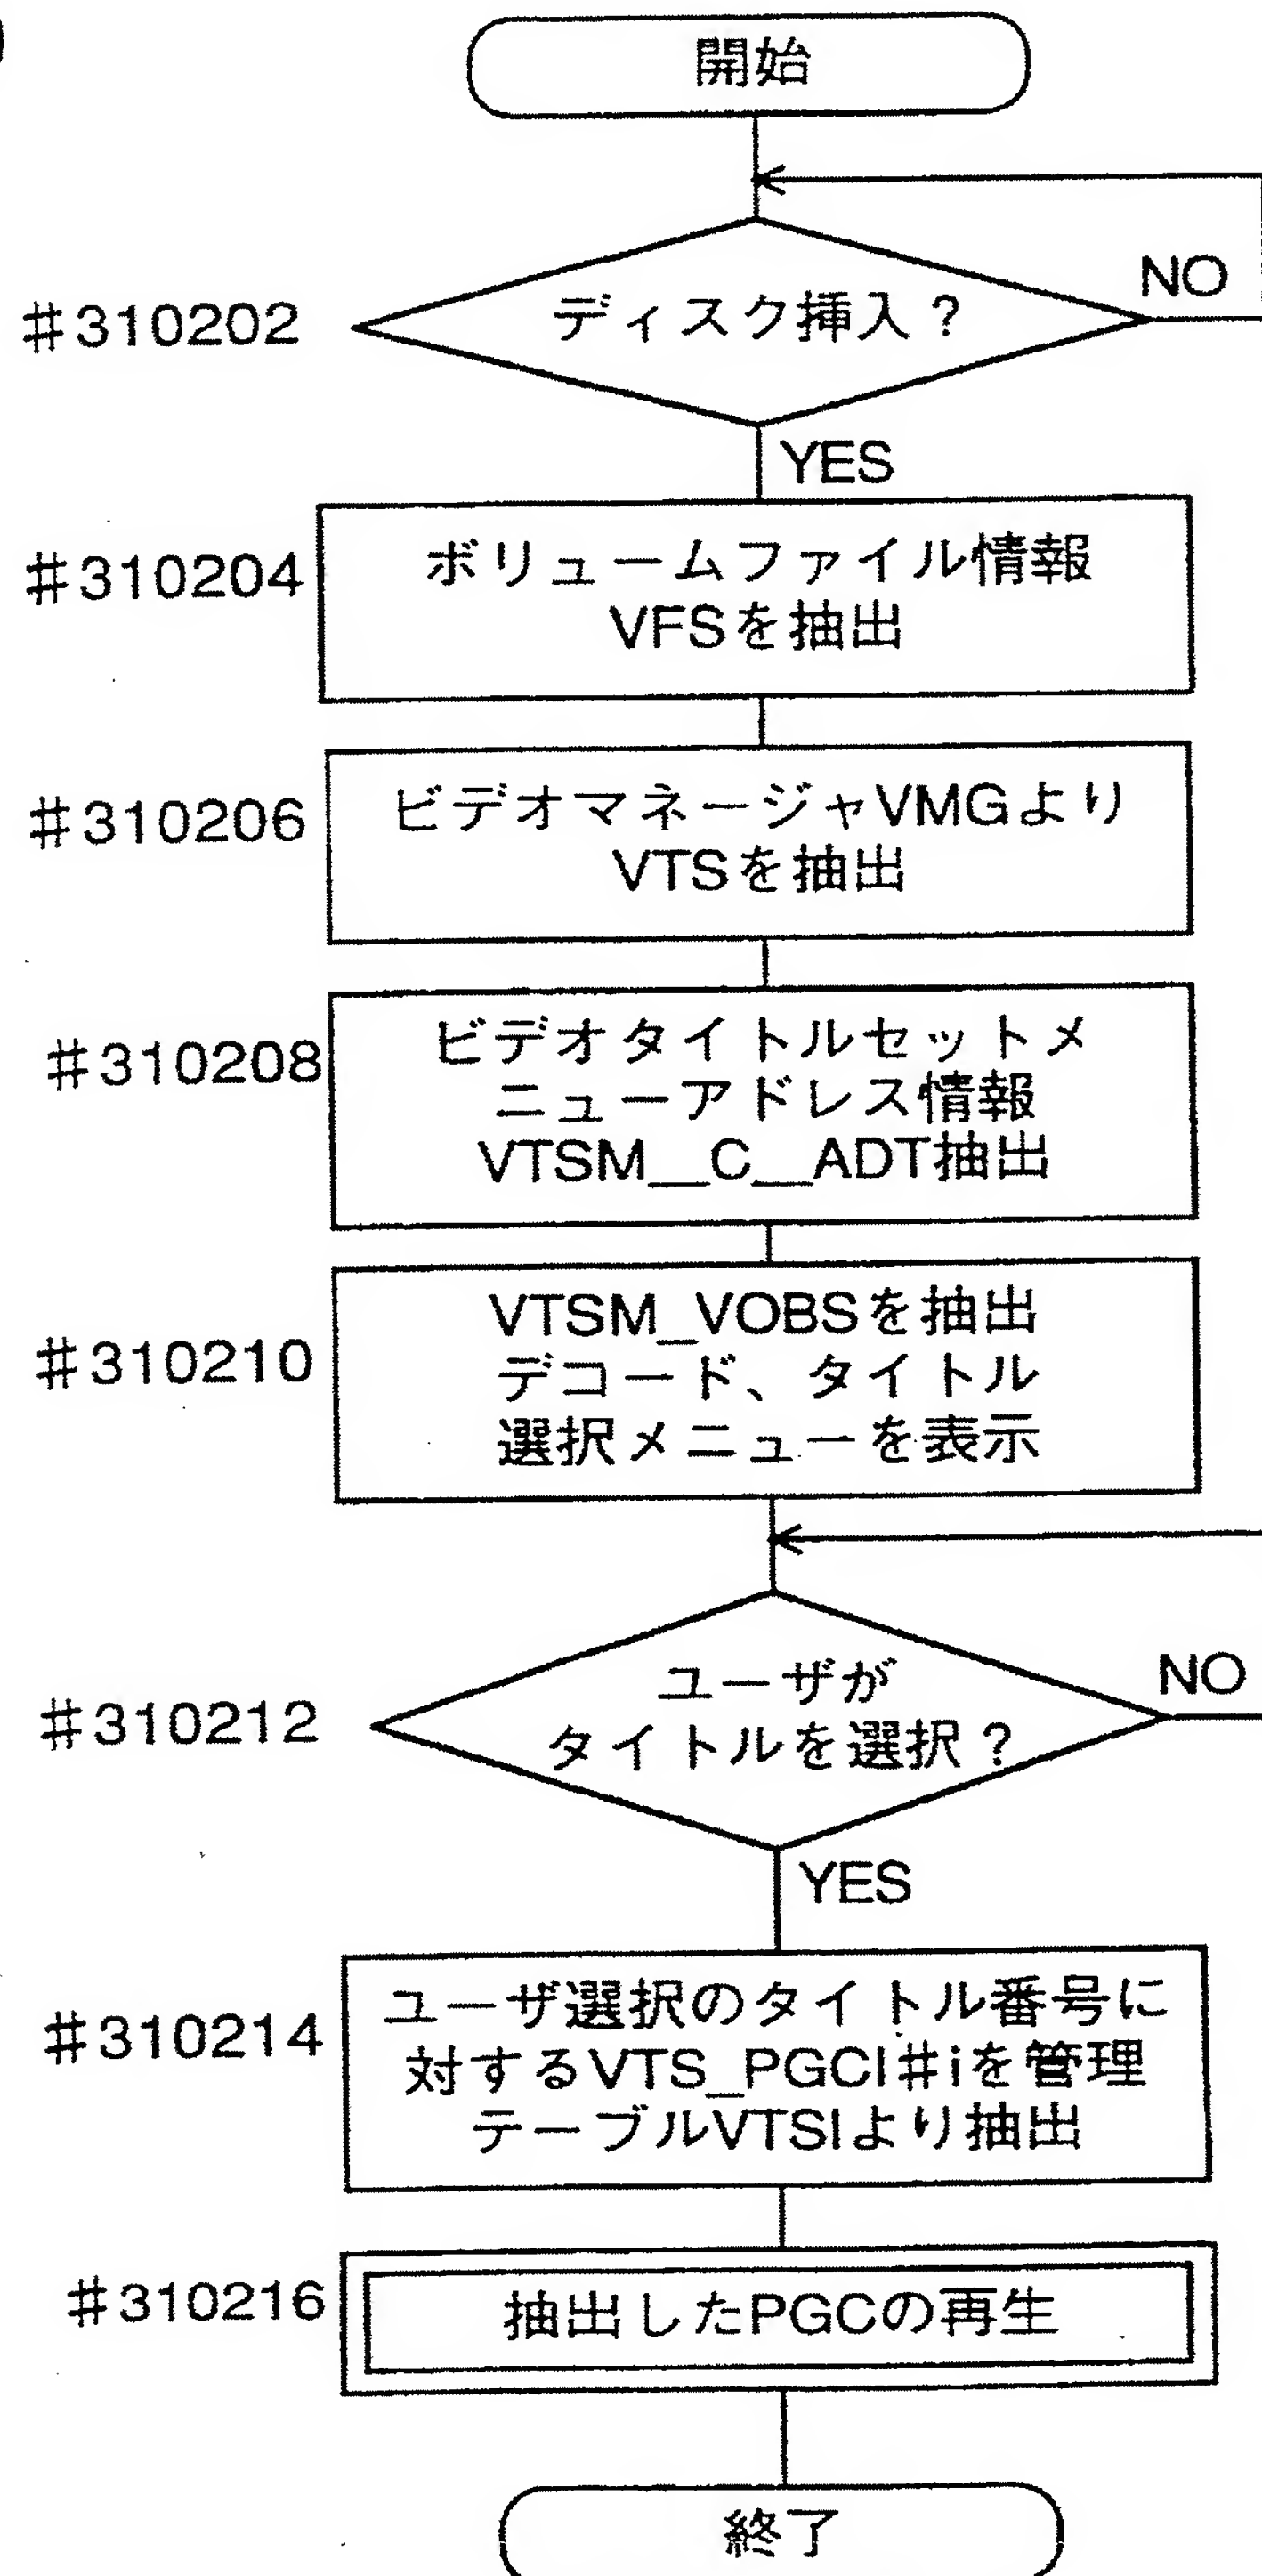 開始
NO
#310202
ディスク挿入?
YES
#310204
ボリュームファイル情報
VFSを抽出
#310206
ビデオマネージャVMGより
VTSを抽出
#310208
ビデオタイトルセットメ
ニューアドレス情報
VTSM__C__ADT抽出
#310210
VTSM_VOBSを抽出
デコード、タイトル
選択メニューを表示
NO
#310212
ユーザが
タイトルを選択?
YES
#310214
ユーザ選択のタイトル番号に
対するVTS_PGCI#iを管理
テーブルVTSIより抽出
#310216
抽出したPGCの再生
終了